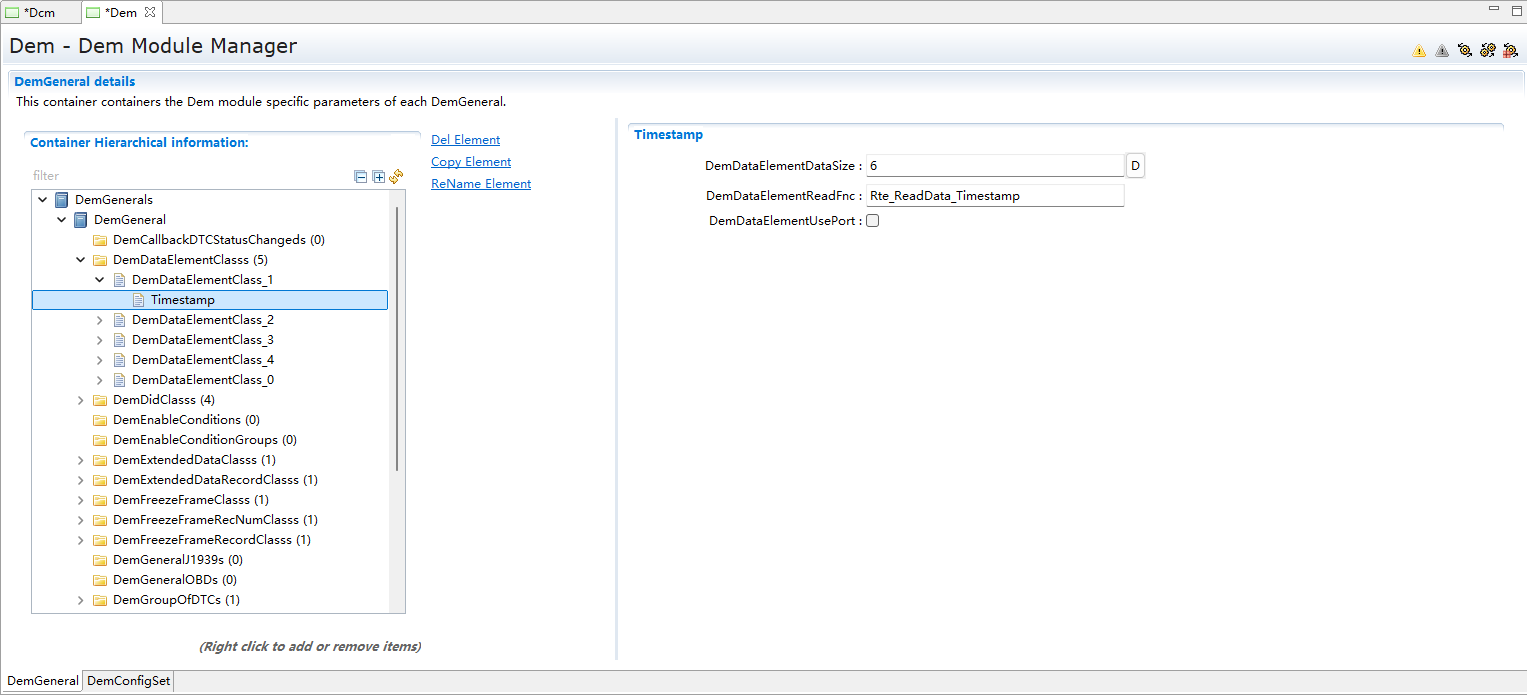 *Dcm
*Dem
Dem - Dem Module Manager
DemGeneral details
This container containers the Dem module specific parameters of each DemGeneral.
Container Hierarchical information:
filter
DemGenerals
DemGeneral
DemCallbackDTCStatusChangeds (0)
DemDataElementClasss (5)
DemDataElementClass_1
Timestamp
DemDataElementClass_2
DemDataElementClass_3
DemDataElementClass_4
DemDataElementClass_0
DemDidClasss (4)
DemEnableConditions (0)
DemEnableConditionGroups (0)
DemExtendedDataClasss (1)
DemExtendedDataRecordClasss (1)
DemFreezeFrameClasss (1)
DemFreezeFrameRecNumClasss (1)
DemFreezeFrameRecordClasss (1)
DemGeneralJ1939s (0)
DemGeneralOBDs (0)
DemGroupOfDTCs (1)
(Right click to add or remove items)
Del Element
Copy Element
ReName Element
Timestamp
DemDataElementDataSize : 6 D
DemDataElementReadFnc : Rte_ReadData_Timestamp
DemDataElementUsePort :
DemGeneral DemConfigSet